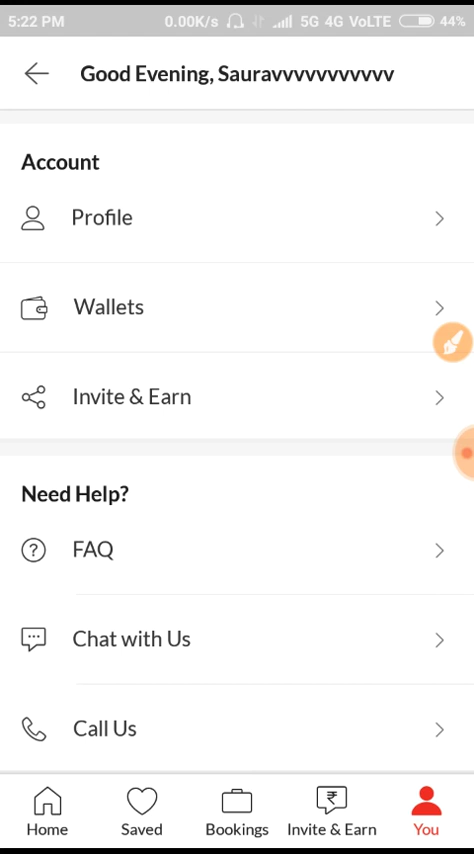 5:22 PM 0.00K/s 5G 4G VoLTE 44%
Good Evening, Sauravvvvvvvvvvv
Account
Profile
Wallets
Invite & Earn
Need Help?
FAQ
Chat with Us
Call Us
Home Saved Bookings Invite & Earn You